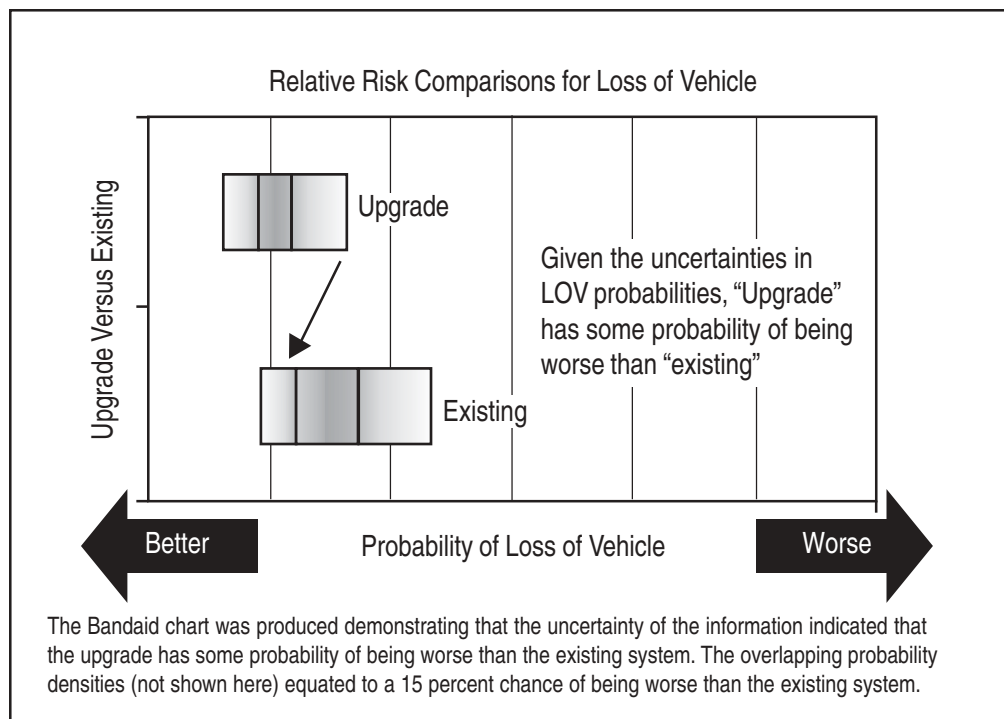 Relative Risk Comparisons for Loss of Vehicle
Upgrade Versus Existing
Upgrade
Given the uncertainties in
LOV probabilities, “Upgrade”
has some probability of being
worse than “existing”
Existing
Better
Probability of Loss of Vehicle
Worse
The Bandaid chart was produced demonstrating that the uncertainty of the information indicated that
the upgrade has some probability of being worse than the existing system. The overlapping probability
densities (not shown here) equated to a 15 percent chance of being worse than the existing system.